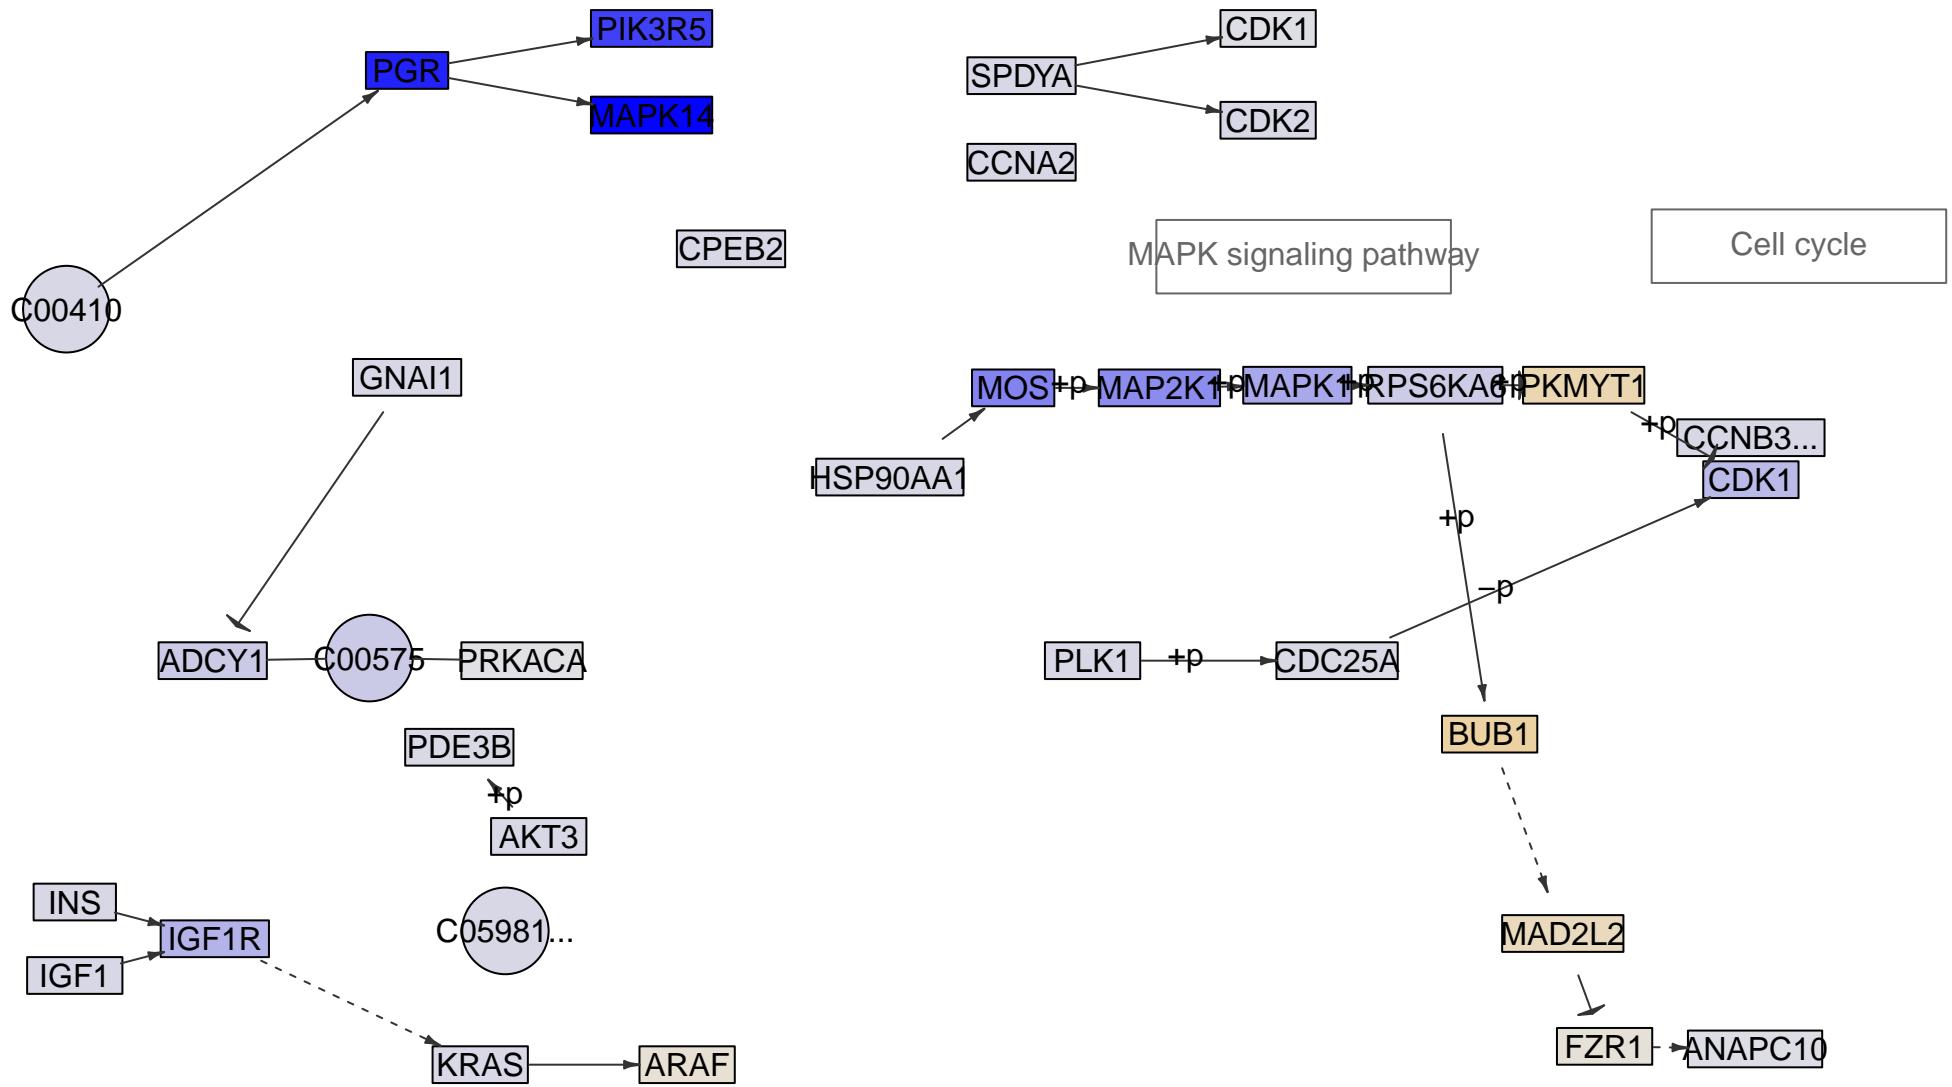 PIK3R5
CDK1
PGR
SPDYA
MAPK14
CDK2
CCNA2
CPEB2
MAPK signaling pathway
Cell cycle
C00410
GNAI1
MOS
+p
MAP2K1
+p
MAPK1
+p
RPS6KA6
+p
PKMYT1
+p
CCNB3...
HSP90AA1
CDK1
+p
−p
ADCY1
C00575
PRKACA
PLK1
+p
CDC25A
BUB1
PDE3B
+p
AKT3
INS
IGF1R
C05981...
MAD2L2
IGF1
KRAS
ARAF
FZR1
ANAPC10